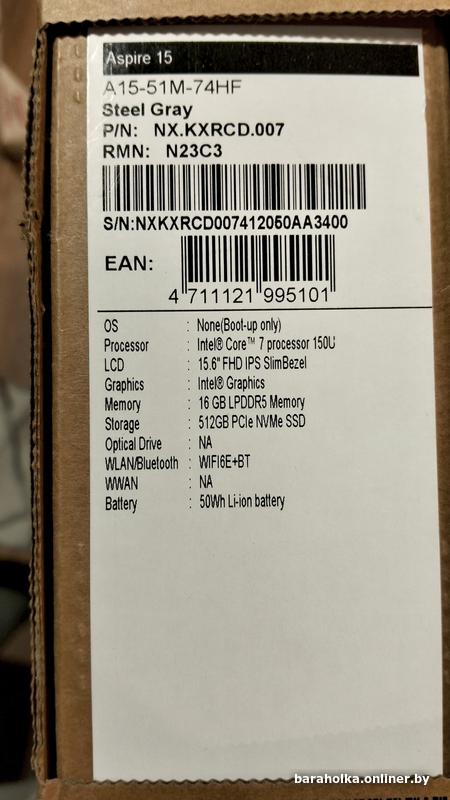 Aspire 15
A15-51M-74HF
Steel Gray
P/N: NX.KXRCD.007
RMN: N23C3
S/N:NXKXRCD007412050AA3400
EAN:
4 711121 995101
OS : None(Boot-up only)
Processor : Intel® Core™ 7 processor 150U
LCD : 15.6" FHD IPS SlimBezel
Graphics : Intel® Graphics
Memory : 16 GB LPDDR5 Memory
Storage : 512GB PCIe NVMe SSD
Optical Drive : NA
WLAN/Bluetooth : WIFI6E+BT
WWAN : NA
Battery : 50Wh Li-ion battery
baraholka.onliner.by